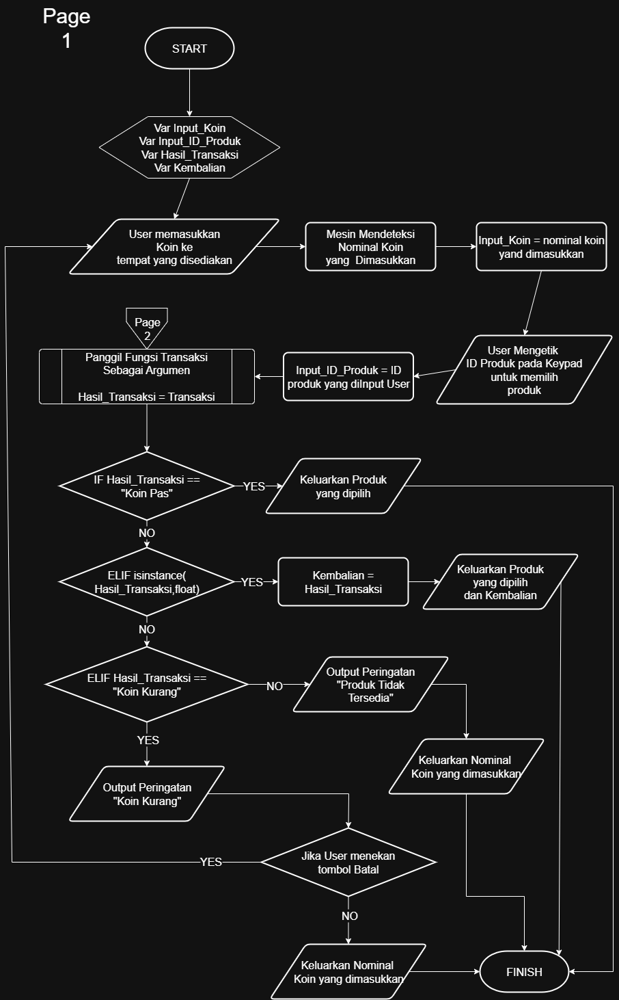 Page
1
START
Var Input_Koin
Var Input_ID_Produk
Var Hasil_Transaksi
Var Kembalian
User memasukkan
Koin ke
tempat yang disediakan
Mesin Mendeteksi
Nominal Koin
yang Dimasukkan
Input_Koin = nominal koin
yand dimasukkan
User Mengetik
ID Produk pada Keypad
untuk memilih
produk
Input_ID_Produk = ID
produk yang diInput User
Page
2
Panggil Fungsi Transaksi
Sebagai Argumen
Hasil_Transaksi = Transaksi
IF Hasil_Transaksi ==
"Koin Pas"
YES
Keluarkan Produk
yang dipilih
NO
ELIF isinstance(
Hasil_Transaksi,float)
YES
Kembalian =
Hasil_Transaksi
Keluarkan Produk
yang dipilih
dan Kembalian
NO
ELIF Hasil_Transaksi ==
"Koin Kurang"
NO
Output Peringatan
"Produk Tidak
Tersedia"
Keluarkan Nominal
Koin yang dimasukkan
YES
Output Peringatan
"Koin Kurang"
Jika User menekan
tombol Batal
YES
NO
Keluarkan Nominal
Koin yang dimasukkan
FINISH